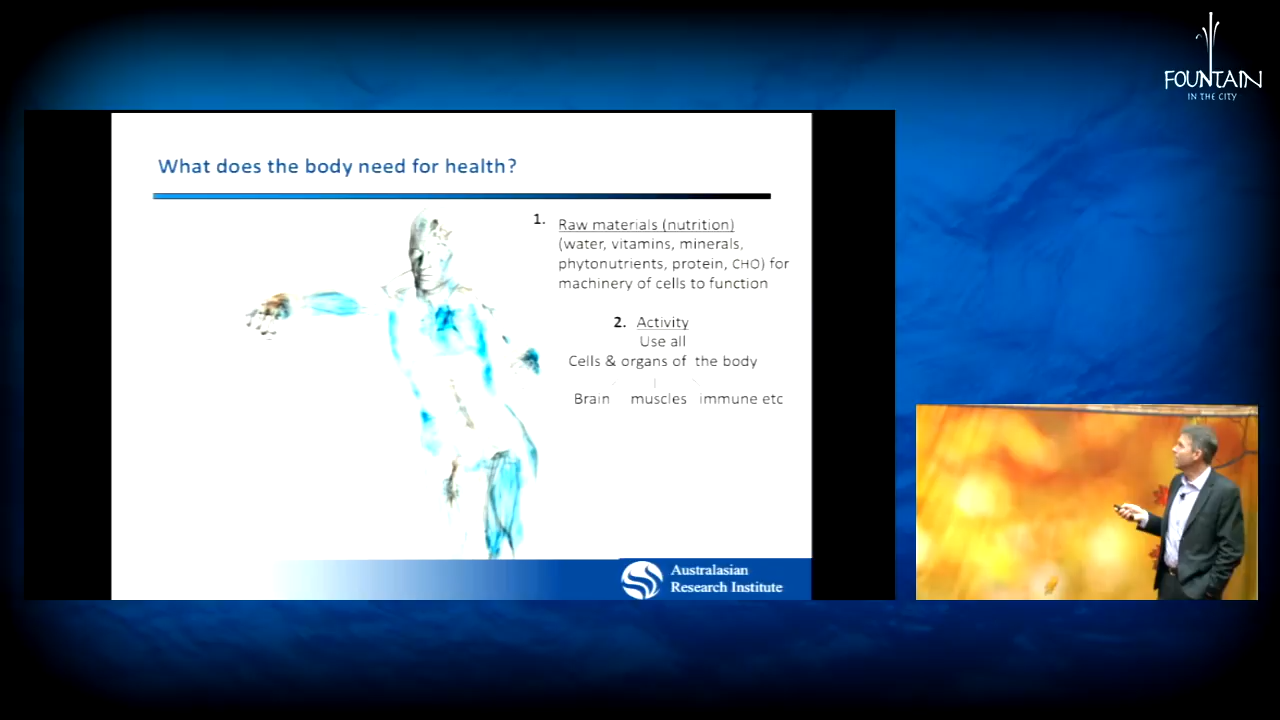 FOUNTAIN
IN THE CITY
What does the body need for health?
1. Raw materials (nutrition)
(water, vitamins, minerals,
phytonutrients, protein, CHO) for
machinery of cells to function
2. Activity
Use all
Cells & organs of the body
Brain muscles immune etc
Australasian
Research Institute